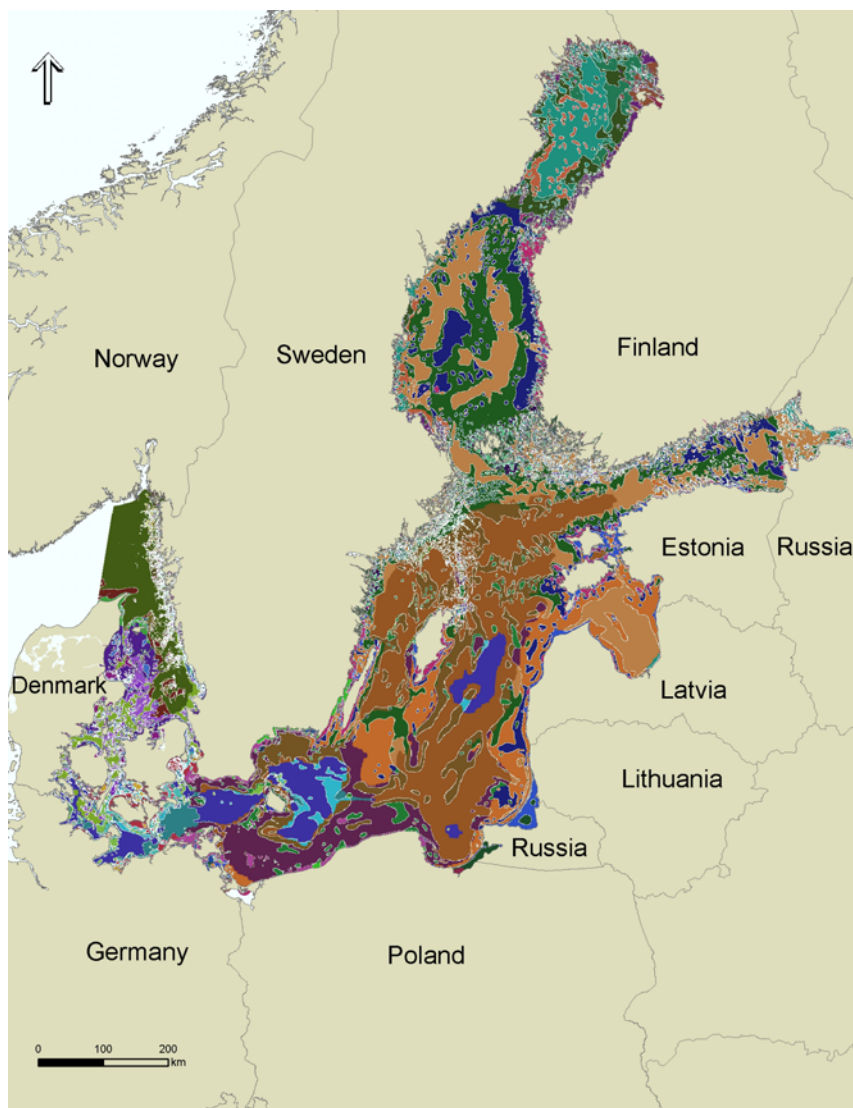 Norway
Sweden
Finland
Estonia
Russia
Denmark
Latvia
Lithuania
Russia
Germany
Poland
0 100 200
km